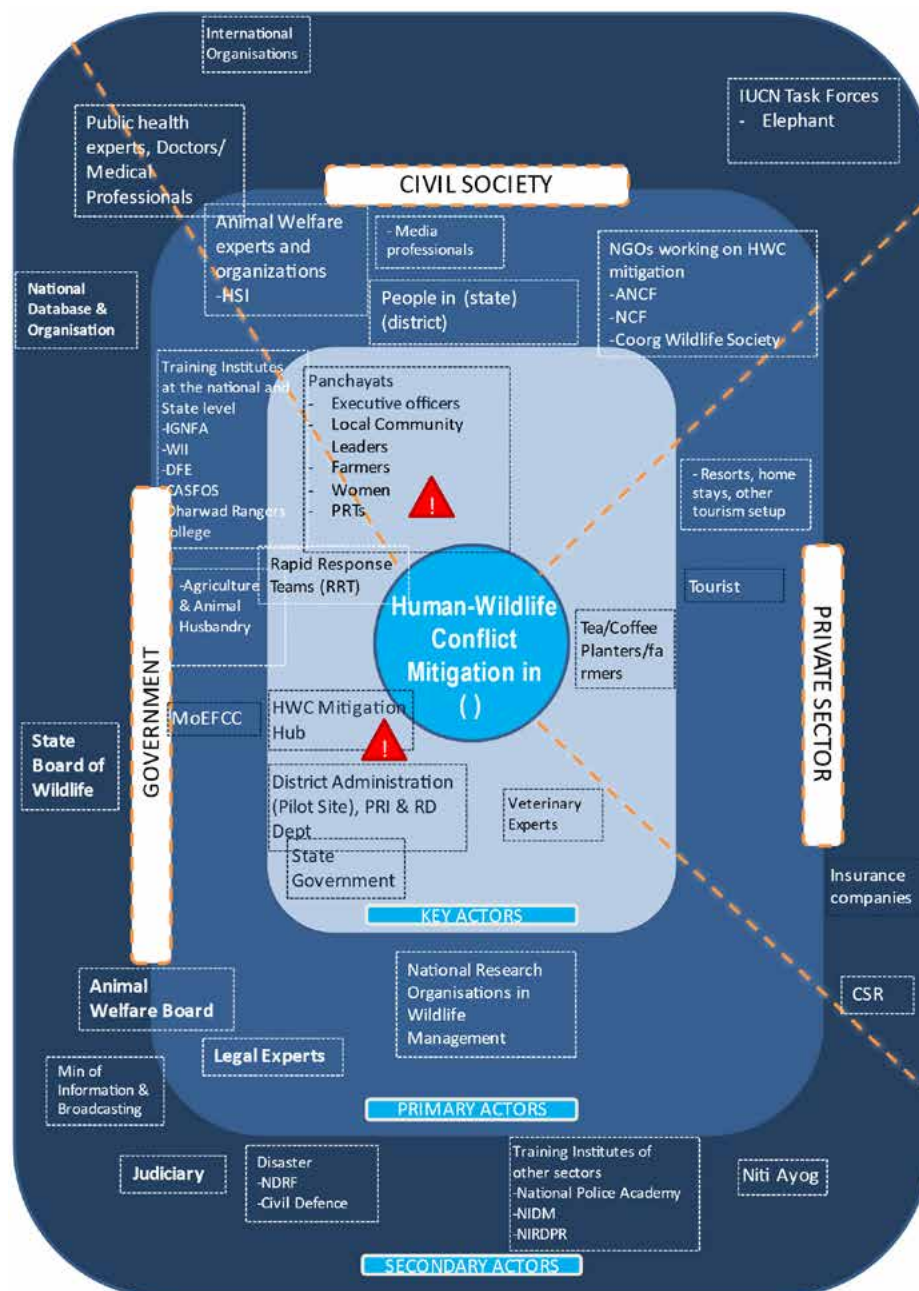 International
Organisations
IUCN Task Forces
- Elephant
Public health
experts, Doctors/
Medical
Professionals
CIVIL SOCIETY
Animal Welfare
experts and
organizations
-HSI
- Media
professionals
People in (state)
(district)
NGOs working on HWC
mitigation
-ANCF
-NCF
-Coorg Wildlife Society
National
Database &
Organisation
Training Institutes
at the national and
State level
-IGNFA
-WII
-DFE
-CASFOS
Dharwad Rangers
College
Panchayats
- Executive officers
- Local Community
Leaders
- Farmers
- Women
- PRTs
!
- Resorts, home
stays, other
tourism setup
Rapid Response
Teams (RRT)
-Agriculture
& Animal
Husbandry
Human-Wildlife
Conflict
Mitigation in
( )
Tea/Coffee
Planters/fa
rmers
Tourist
PRIVATE SECTOR
GOVERNMENT
MoEFCC
HWC Mitigation
Hub
!
State
Board of
Wildlife
District Administration
(Pilot Site), PRI & RD
Dept
State
Government
Veterinary
Experts
Insurance
companies
KEY ACTORS
Animal
Welfare Board
National Research
Organisations in
Wildlife
Management
CSR
Legal Experts
Min of
Information &
Broadcasting
PRIMARY ACTORS
Judiciary
Disaster
-NDRF
-Civil Defence
Training Institutes of
other sectors
-National Police Academy
-NIDM
-NIRDPR
Niti Ayog
SECONDARY ACTORS